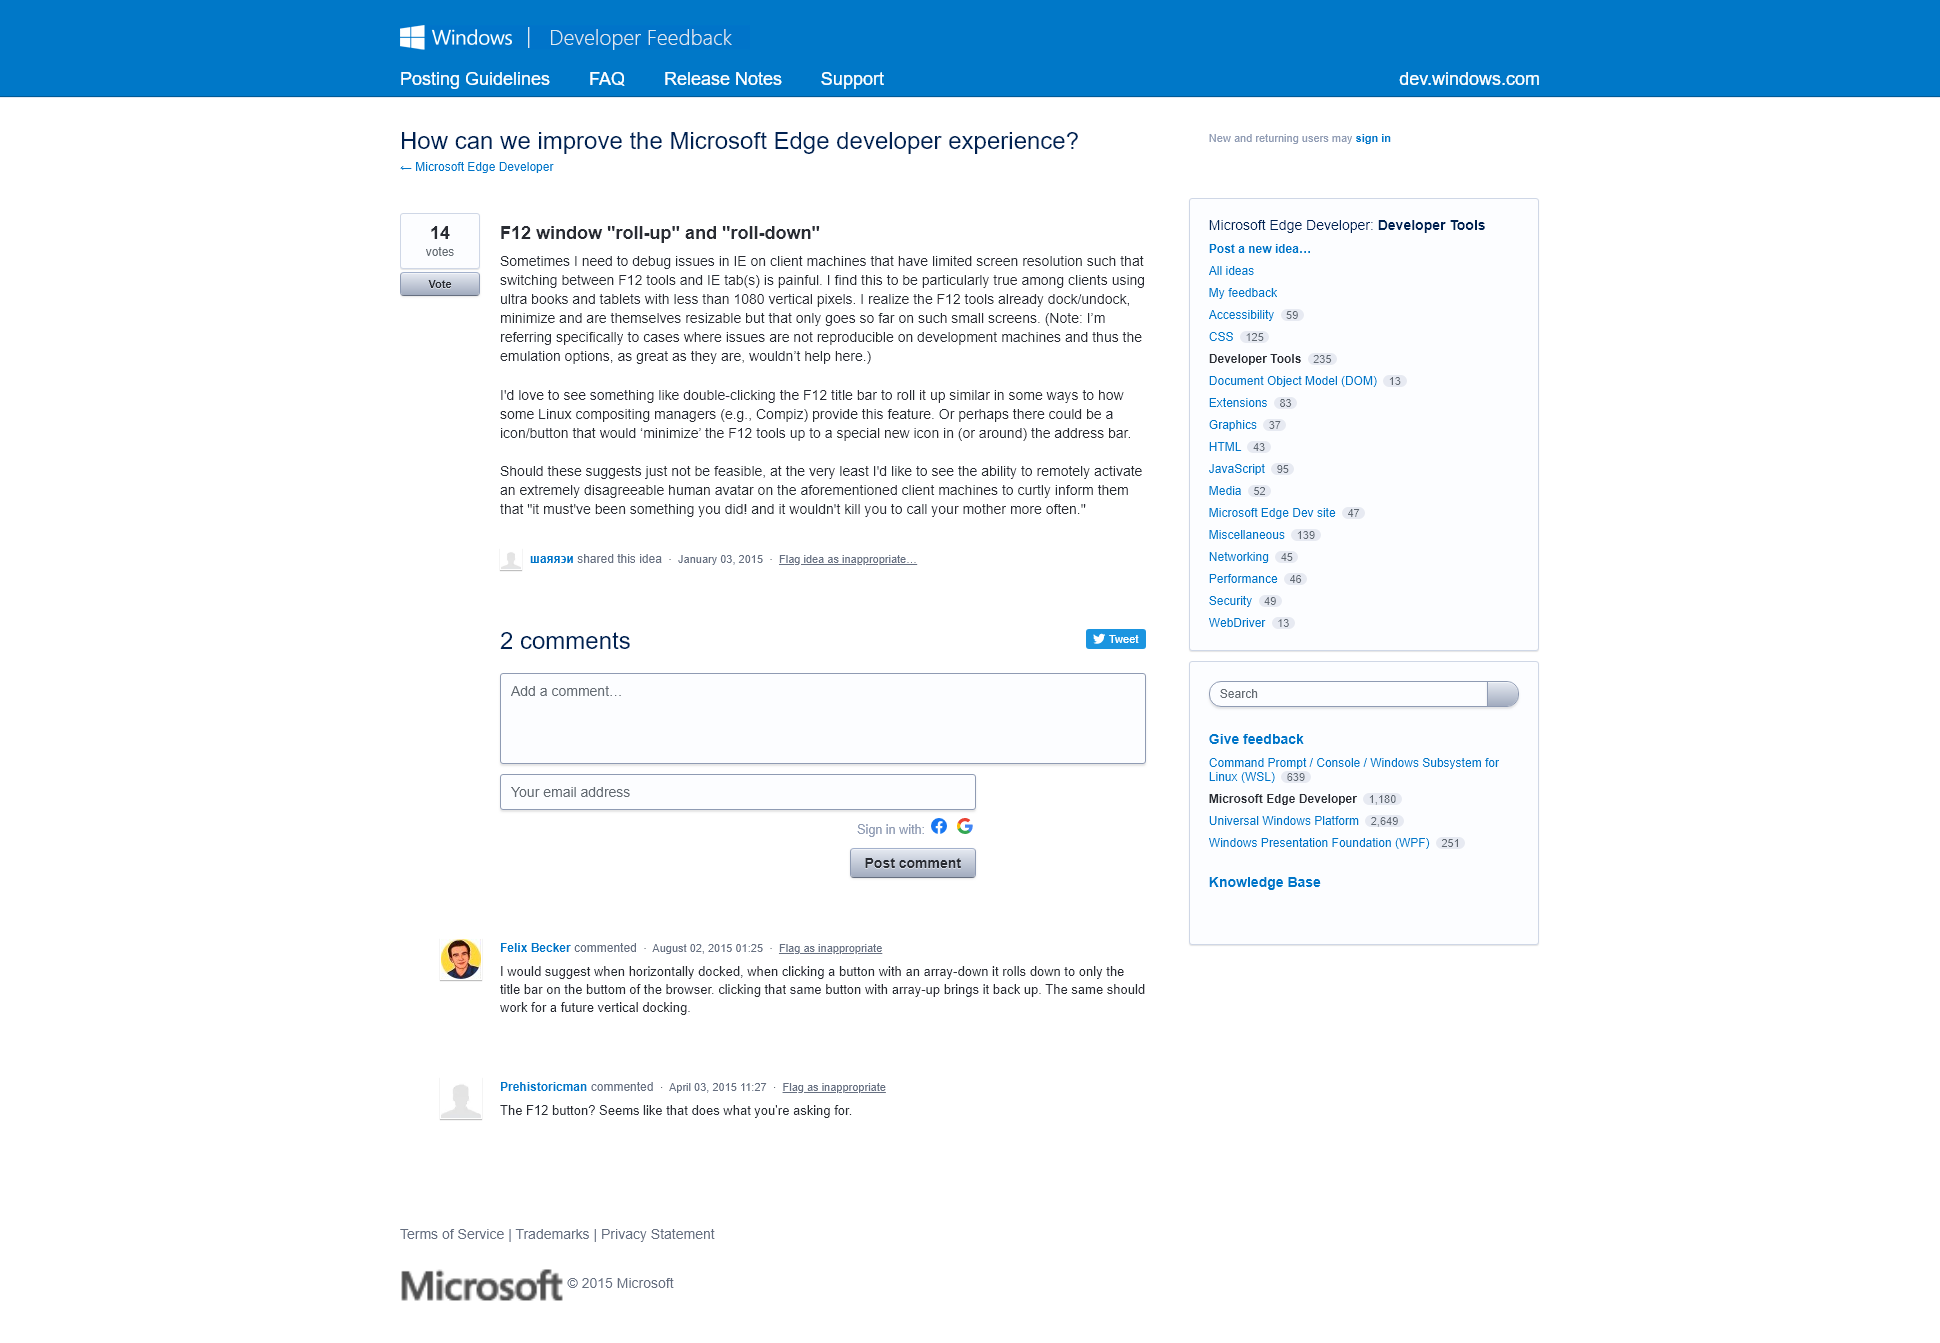 Windows | Developer Feedback
Posting Guidelines FAQ Release Notes Support dev.windows.com
How can we improve the Microsoft Edge developer experience?
← Microsoft Edge Developer
14
votes
Vote
F12 window "roll-up" and "roll-down"
Sometimes I need to debug issues in IE on client machines that have limited screen resolution such that
switching between F12 tools and IE tab(s) is painful. I find this to be particularly true among clients using
ultra books and tablets with less than 1080 vertical pixels. I realize the F12 tools already dock/undock,
minimize and are themselves resizable but that only goes so far on such small screens. (Note: I’m
referring specifically to cases where issues are not reproducible on development machines and thus the
emulation options, as great as they are, wouldn’t help here.)
I'd love to see something like double-clicking the F12 title bar to roll it up similar in some ways to how
some Linux compositing managers (e.g., Compiz) provide this feature. Or perhaps there could be a
icon/button that would ‘minimize’ the F12 tools up to a special new icon in (or around) the address bar.
Should these suggests just not be feasible, at the very least I'd like to see the ability to remotely activate
an extremely disagreeable human avatar on the aforementioned client machines to curtly inform them
that "it must've been something you did! and it wouldn't kill you to call your mother more often."
шаяяэи shared this idea · January 03, 2015 · Flag idea as inappropriate…
2 comments
Tweet
Add a comment…
Your email address
Sign in with:
Post comment
Felix Becker commented · August 02, 2015 01:25 · Flag as inappropriate
I would suggest when horizontally docked, when clicking a button with an array-down it rolls down to only the
title bar on the buttom of the browser. clicking that same button with array-up brings it back up. The same should
work for a future vertical docking.
Prehistoricman commented · April 03, 2015 11:27 · Flag as inappropriate
The F12 button? Seems like that does what you're asking for.
New and returning users may sign in
Microsoft Edge Developer: Developer Tools
Post a new idea…
All ideas
My feedback
Accessibility 59
CSS 125
Developer Tools 235
Document Object Model (DOM) 13
Extensions 83
Graphics 37
HTML 43
JavaScript 95
Media 52
Microsoft Edge Dev site 47
Miscellaneous 139
Networking 45
Performance 46
Security 49
WebDriver 13
Search
Give feedback
Command Prompt / Console / Windows Subsystem for
Linux (WSL) 639
Microsoft Edge Developer 1,180
Universal Windows Platform 2,649
Windows Presentation Foundation (WPF) 251
Knowledge Base
Terms of Service | Trademarks | Privacy Statement
Microsoft © 2015 Microsoft